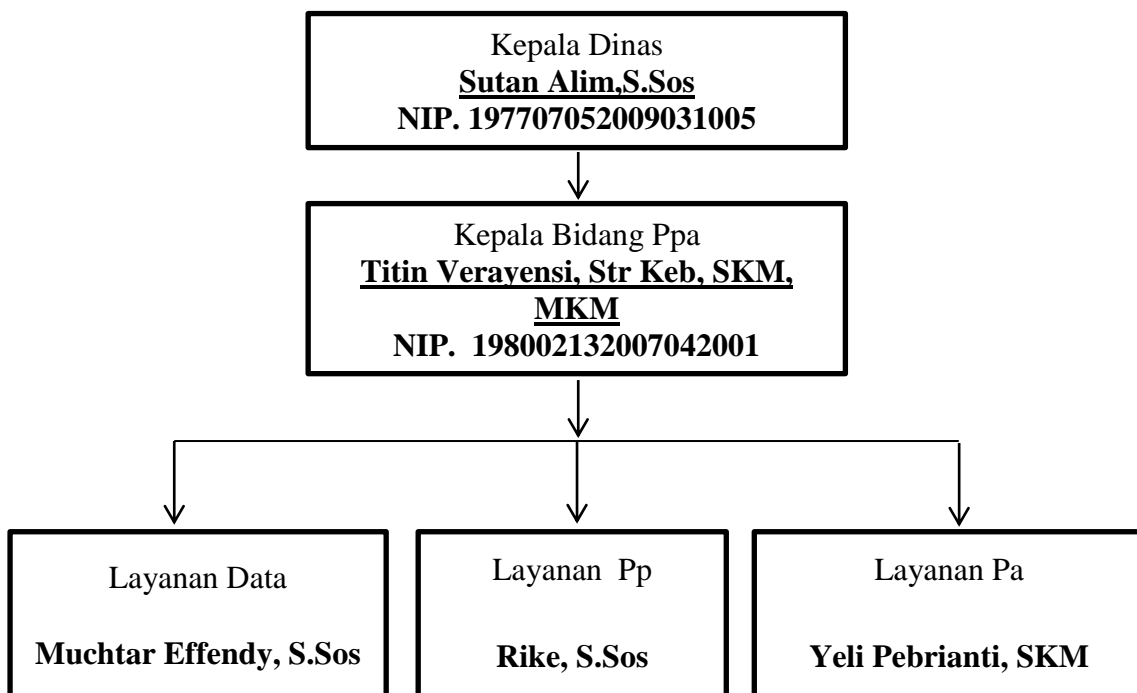 Kepala Dinas
Sutan Alim,S.Sos
NIP. 197707052009031005
Kepala Bidang Ppa
Titin Verayensi, Str Keb, SKM,
MKM
NIP.  198002132007042001
Layanan Data
Muchtar Effendy, S.Sos
Layanan  Pp
Rike, S.Sos
Layanan Pa
Yeli Pebrianti, SKM